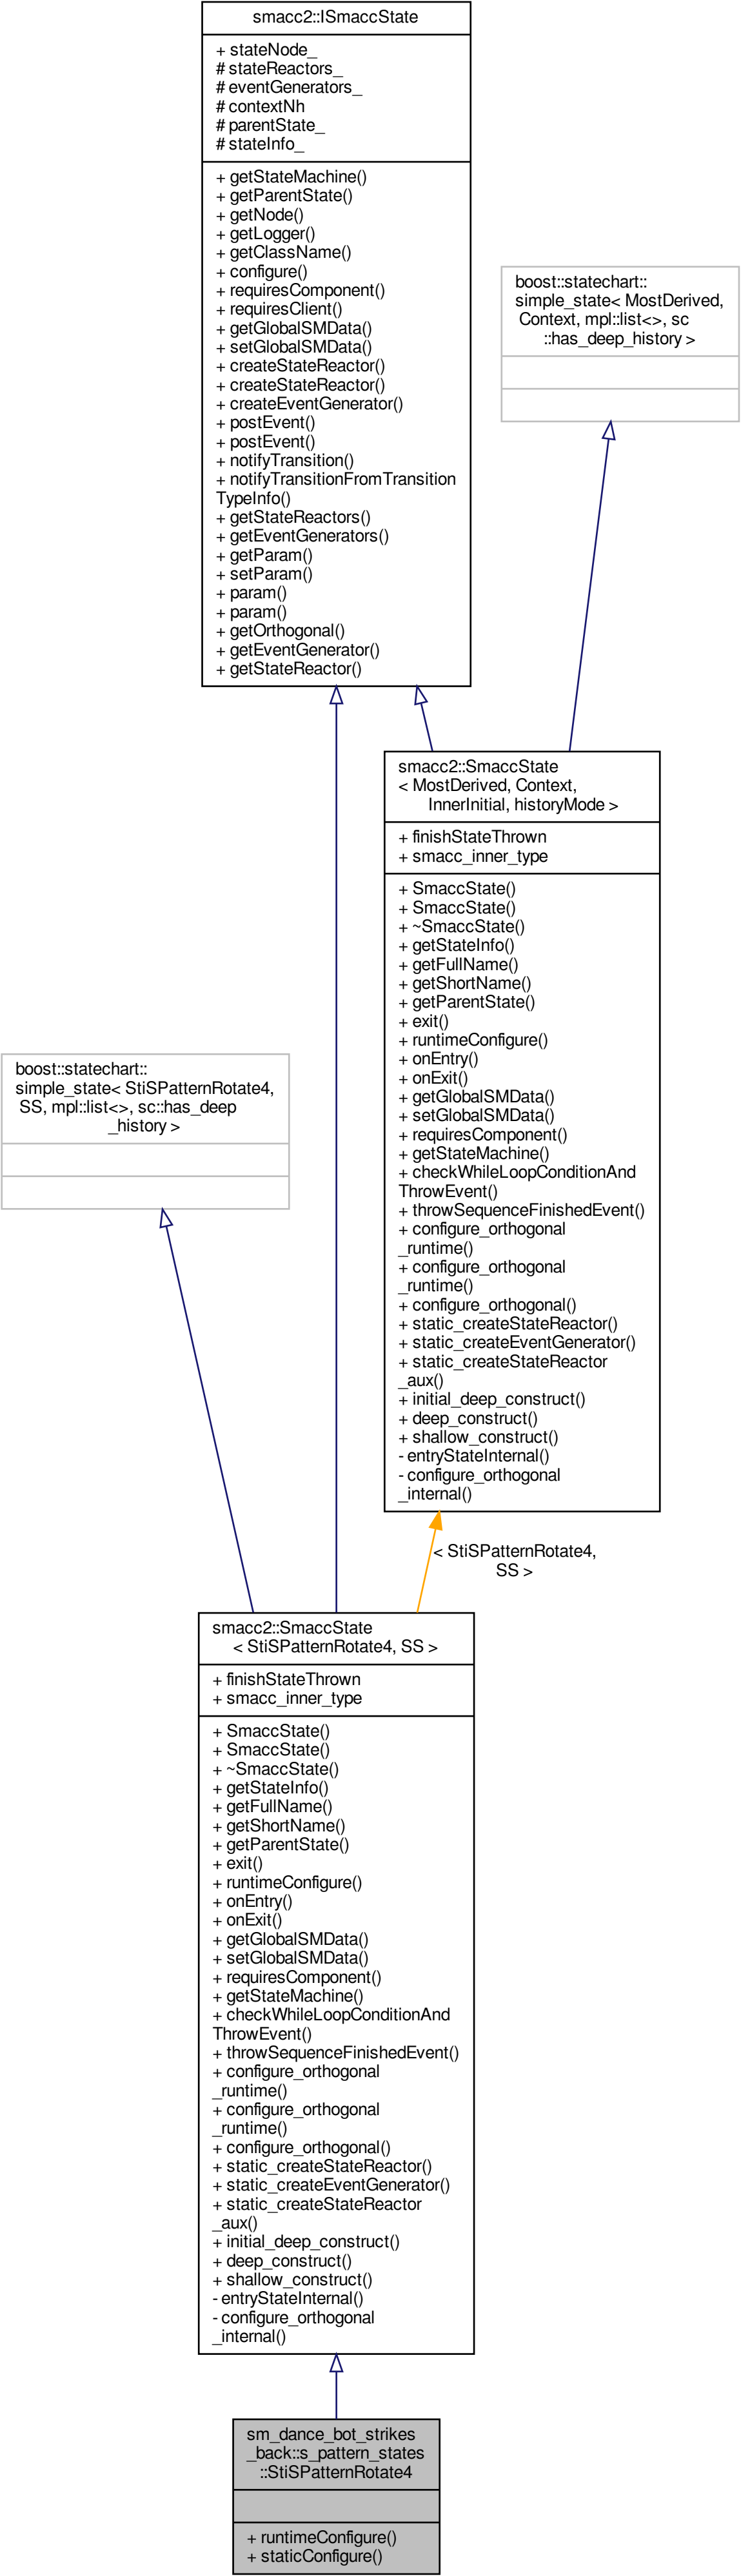 smacc2::ISmaccState
+ stateNode_
# stateReactors_
# eventGenerators_
# contextNh
# parentState_
# stateInfo_
+ getStateMachine()
+ getParentState()
+ getNode()
+ getLogger()
+ getClassName()
+ configure()
+ requiresComponent()
+ requiresClient()
+ getGlobalSMData()
+ setGlobalSMData()
+ createStateReactor()
+ createStateReactor()
+ createEventGenerator()
+ postEvent()
+ postEvent()
+ notifyTransition()
+ notifyTransitionFromTransition
TypeInfo()
+ getStateReactors()
+ getEventGenerators()
+ getParam()
+ setParam()
+ param()
+ param()
+ getOrthogonal()
+ getEventGenerator()
+ getStateReactor()
boost::statechart::
simple_state< MostDerived,
Context, mpl::list<>, sc
::has_deep_history >
smacc2::SmaccState
< MostDerived, Context,
InnerInitial, historyMode >
+ finishStateThrown
+ smacc_inner_type
+ SmaccState()
+ SmaccState()
+ ~SmaccState()
+ getStateInfo()
+ getFullName()
+ getShortName()
+ getParentState()
+ exit()
+ runtimeConfigure()
+ onEntry()
+ onExit()
+ getGlobalSMData()
+ setGlobalSMData()
+ requiresComponent()
+ getStateMachine()
+ checkWhileLoopConditionAnd
ThrowEvent()
+ throwSequenceFinishedEvent()
+ configure_orthogonal
_runtime()
+ configure_orthogonal
_runtime()
+ configure_orthogonal()
+ static_createStateReactor()
+ static_createEventGenerator()
+ static_createStateReactor
_aux()
+ initial_deep_construct()
+ deep_construct()
+ shallow_construct()
- entryStateInternal()
- configure_orthogonal
_internal()
boost::statechart::
simple_state< StiSPatternRotate4,
SS, mpl::list<>, sc::has_deep
_history >
< StiSPatternRotate4,
SS >
smacc2::SmaccState
< StiSPatternRotate4, SS >
+ finishStateThrown
+ smacc_inner_type
+ SmaccState()
+ SmaccState()
+ ~SmaccState()
+ getStateInfo()
+ getFullName()
+ getShortName()
+ getParentState()
+ exit()
+ runtimeConfigure()
+ onEntry()
+ onExit()
+ getGlobalSMData()
+ setGlobalSMData()
+ requiresComponent()
+ getStateMachine()
+ checkWhileLoopConditionAnd
ThrowEvent()
+ throwSequenceFinishedEvent()
+ configure_orthogonal
_runtime()
+ configure_orthogonal
_runtime()
+ configure_orthogonal()
+ static_createStateReactor()
+ static_createEventGenerator()
+ static_createStateReactor
_aux()
+ initial_deep_construct()
+ deep_construct()
+ shallow_construct()
- entryStateInternal()
- configure_orthogonal
_internal()
sm_dance_bot_strikes
_back::s_pattern_states
::StiSPatternRotate4
+ runtimeConfigure()
+ staticConfigure()